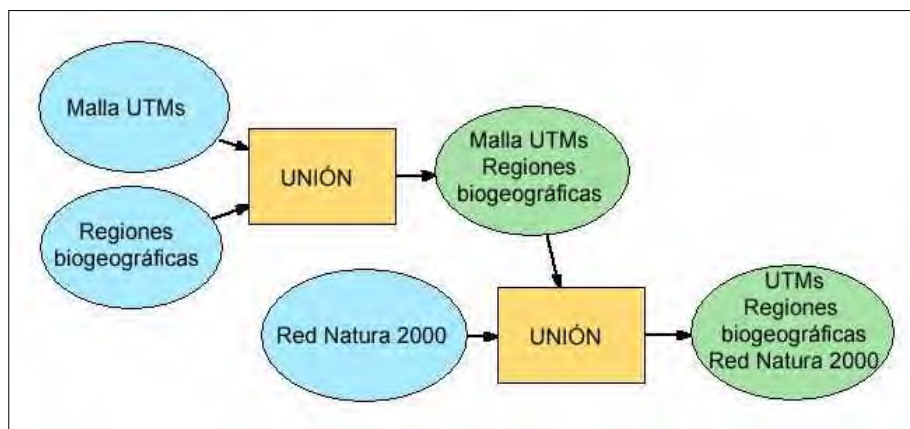 Malla UTMs
Regiones
biogeográficas
UNIÓN
Malla UTMs
Regiones
biogeográficas
Red Natura 2000
UNIÓN
UTMs
Regiones
biogeográficas
Red Natura 2000